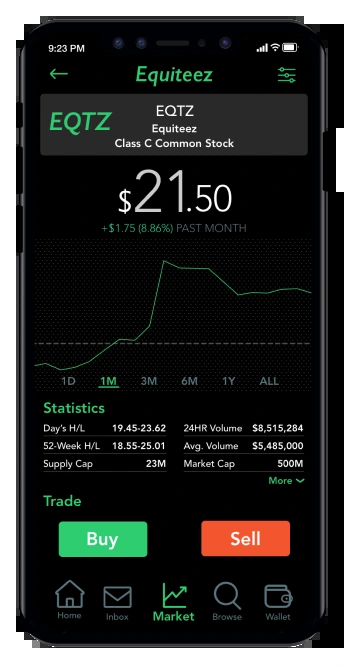 9:23 PM
Equiteez
EQTZ
EQTZ
Equiteez
Class C Common Stock
$21.50
+$1.75 (8.86%) PAST MONTH
1D 1M 3M 6M 1Y ALL
Statistics
Day's H/L 19.45-23.62 24HR Volume $8,515,284
52-Week H/L 18.55-25.01 Avg. Volume $5,485,000
Supply Cap 23M Market Cap 500M
More
Trade
Buy Sell
Home Inbox Market Browse Wallet